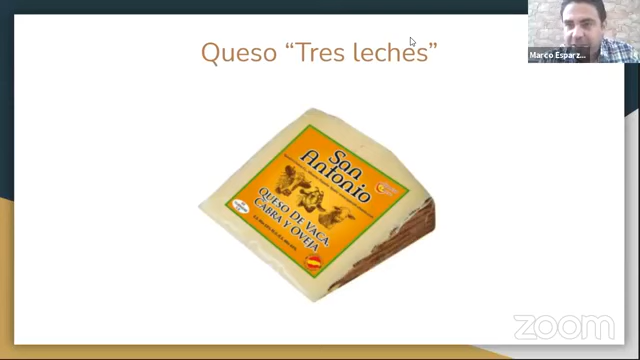 Queso “Tres leches”
Marco Esparz...
San
Antonio
QUESO DE VACA,
CABRA Y OVEJA
zoom